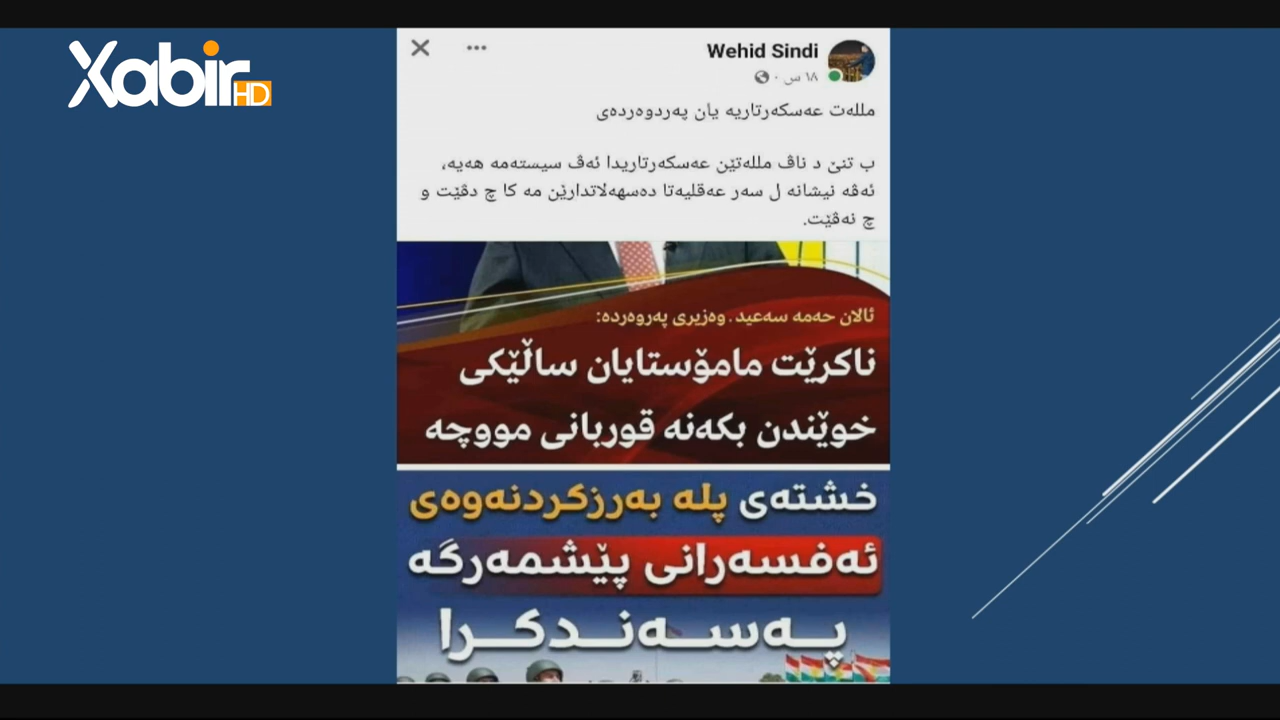 Xabir HD
Wehid Sindi
١٨ س ·
مللەت عەسکەرتاریە یان پەردوەردەی
ب تنێ د ناڤ مللەتێن عەسکەرتاریدا ئەڤ سیستەمە هەیە،
ئەڤە نیشانە ل سەر عەقلیەتا دەسهەلاتدارێن مە کا چ دڤێت و
چ نەڤێت.
ئالان حەمە سەعید. وەزیری پەروەردە:
ناکرێت مامۆستایان ساڵێکی
خوێندن بکەنە قوربانی مووچە
خشتەی پلە بەرزکردنەوەی
ئەفسەرانی پێشمەرگە
پـەسـەنـدکـرا